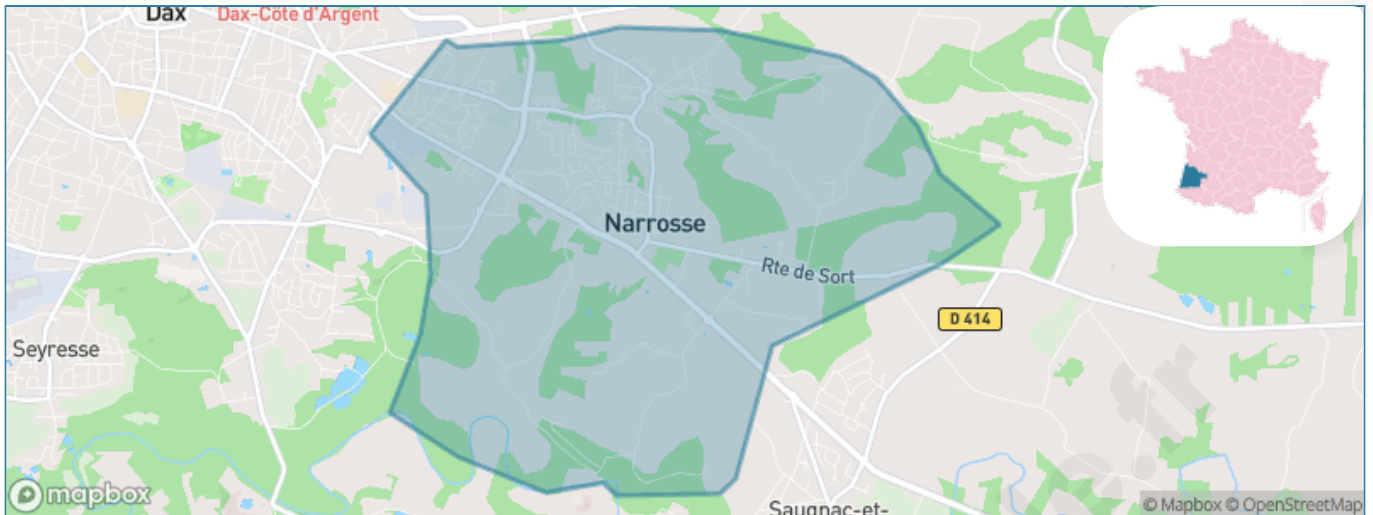 Dax
Dax-Côte d'Argent
Narrosse
Rte de Sort
D 414
Seyresse
Saugnac-et-
mapbox
© Mapbox © OpenStreetMap